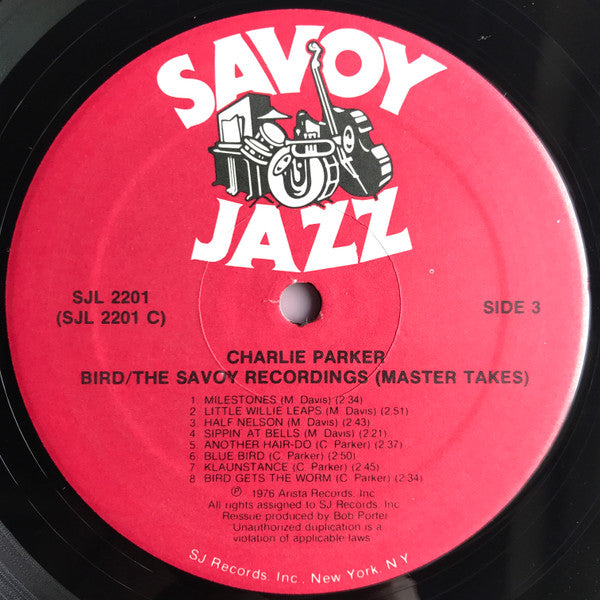 SAVOY
JAZZ
SJL 2201
(SJL 2201 C)
SIDE 3
CHARLIE PARKER
BIRD/THE SAVOY RECORDINGS (MASTER TAKES)
1 MILESTONES (M Davis) (2:34)
2 LITTLE WILLIE LEAPS (M Davis) (2.51)
3 HALF NELSON (M Davis) (2.43)
4 SIPPIN' AT BELLS (M Davis) (2:21)
5 ANOTHER HAIR-DO (C. Parker) (2.37)
6 BLUE BIRD (C. Parker) (2:50)
7 KLAUNSTANCE (C Parker) (2.45)
8 BIRD GETS THE WORM (C Parker) (2:34)
℗ 1976 Arista Records, Inc
All rights assigned to SJ Records, Inc
Reissue produced by Bob Porter
"Unauthorized duplication is a
violation of applicable laws
SJ Records, Inc., New York, N.Y